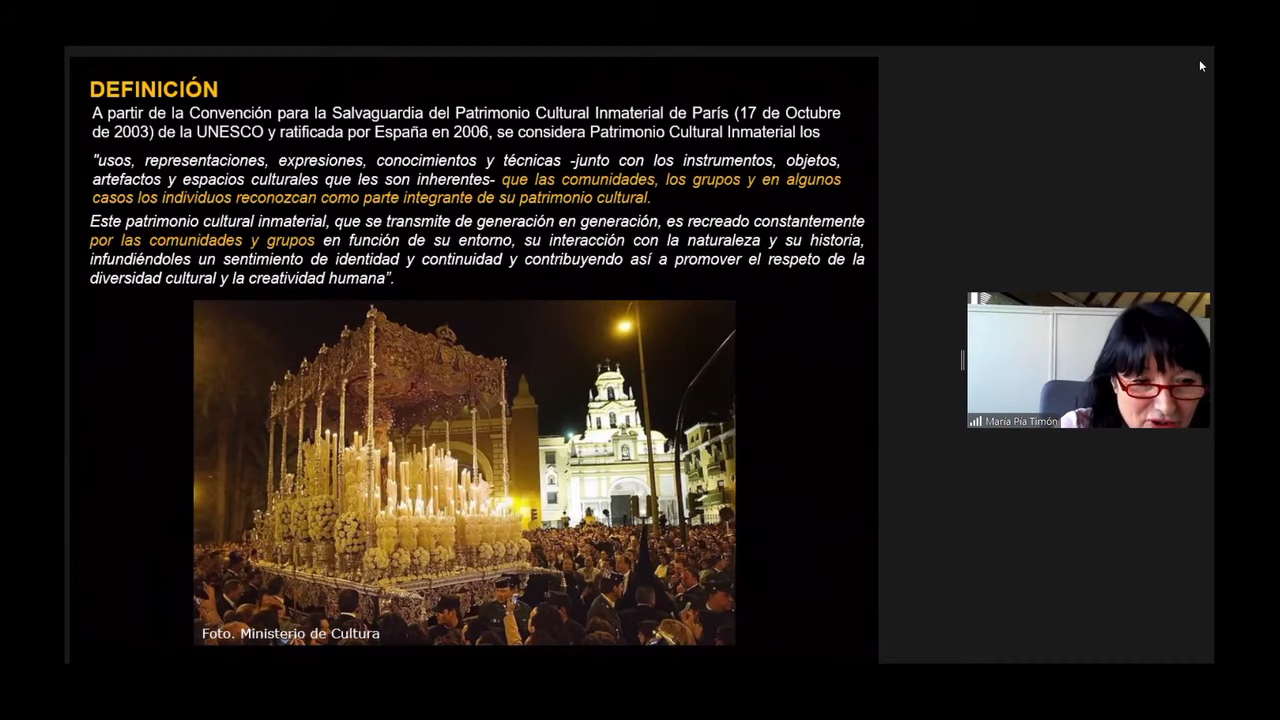 DEFINICIÓN
A partir de la Convención para la Salvaguardia del Patrimonio Cultural Inmaterial de París (17 de Octubre
de 2003) de la UNESCO y ratificada por España en 2006, se considera Patrimonio Cultural Inmaterial los
"usos, representaciones, expresiones, conocimientos y técnicas -junto con los instrumentos, objetos,
artefactos y espacios culturales que les son inherentes- que las comunidades, los grupos y en algunos
casos los individuos reconozcan como parte integrante de su patrimonio cultural.
Este patrimonio cultural inmaterial, que se transmite de generación en generación, es recreado constantemente
por las comunidades y grupos en función de su entorno, su interacción con la naturaleza y su historia,
infundiéndoles un sentimiento de identidad y continuidad y contribuyendo así a promover el respeto de la
diversidad cultural y la creatividad humana”.
Foto. Ministerio de Cultura
María Pía Timón